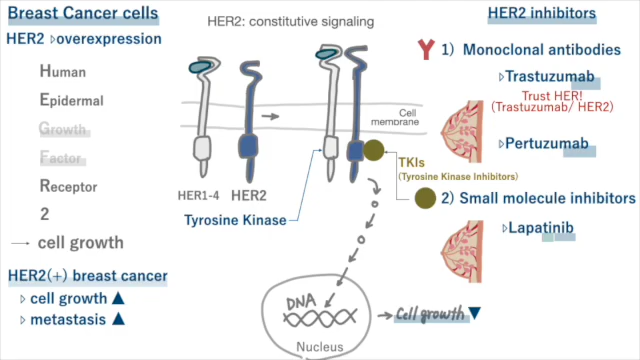 Breast Cancer cells
HER2 ▷overexpression
Human
Epidermal
Growth
Factor
Receptor
2
→ cell growth
HER2(+) breast cancer
▷ cell growth ▲
▷ metastasis ▲
HER2: constitutive signaling
Cell
membrane
HER1-4 HER2
Tyrosine Kinase
TKIs
(Tyrosine Kinase Inhibitors)
DNA
Nucleus
Cell growth ▼
HER2 inhibitors
1) Monoclonal antibodies
▷Trastuzumab
Trust HER!
(Trastuzumab/ HER2)
▷Pertuzumab
2) Small molecule inhibitors
▷Lapatinib